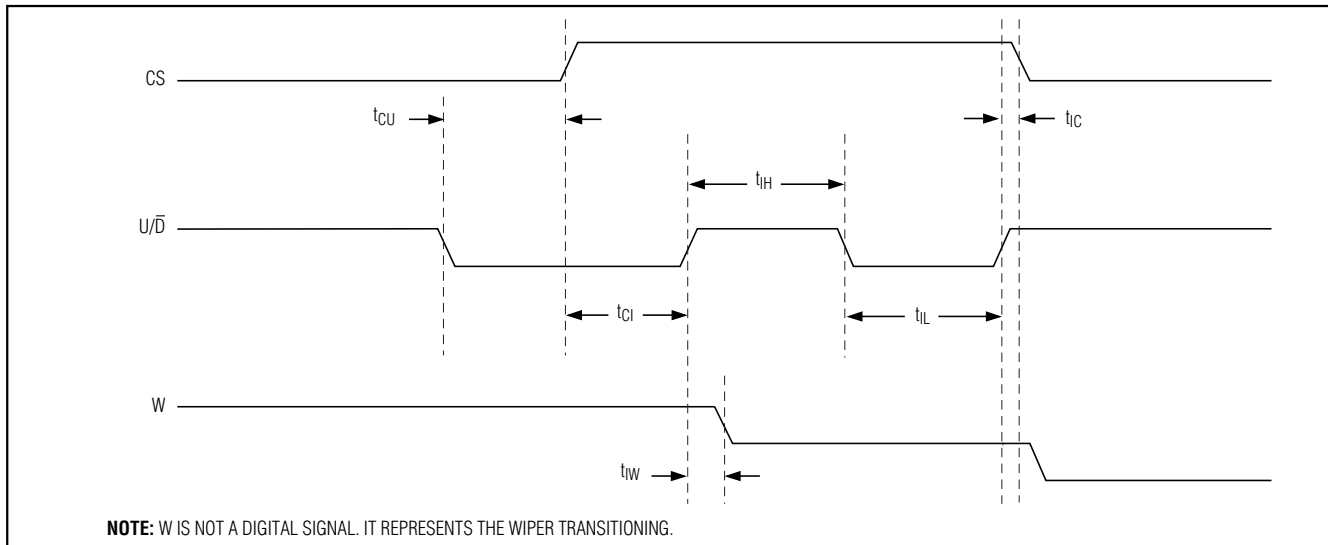 CS
tCU
tIC
tIH
U/D̅
tCI
tIL
W
tIW
NOTE: W IS NOT A DIGITAL SIGNAL. IT REPRESENTS THE WIPER TRANSITIONING.